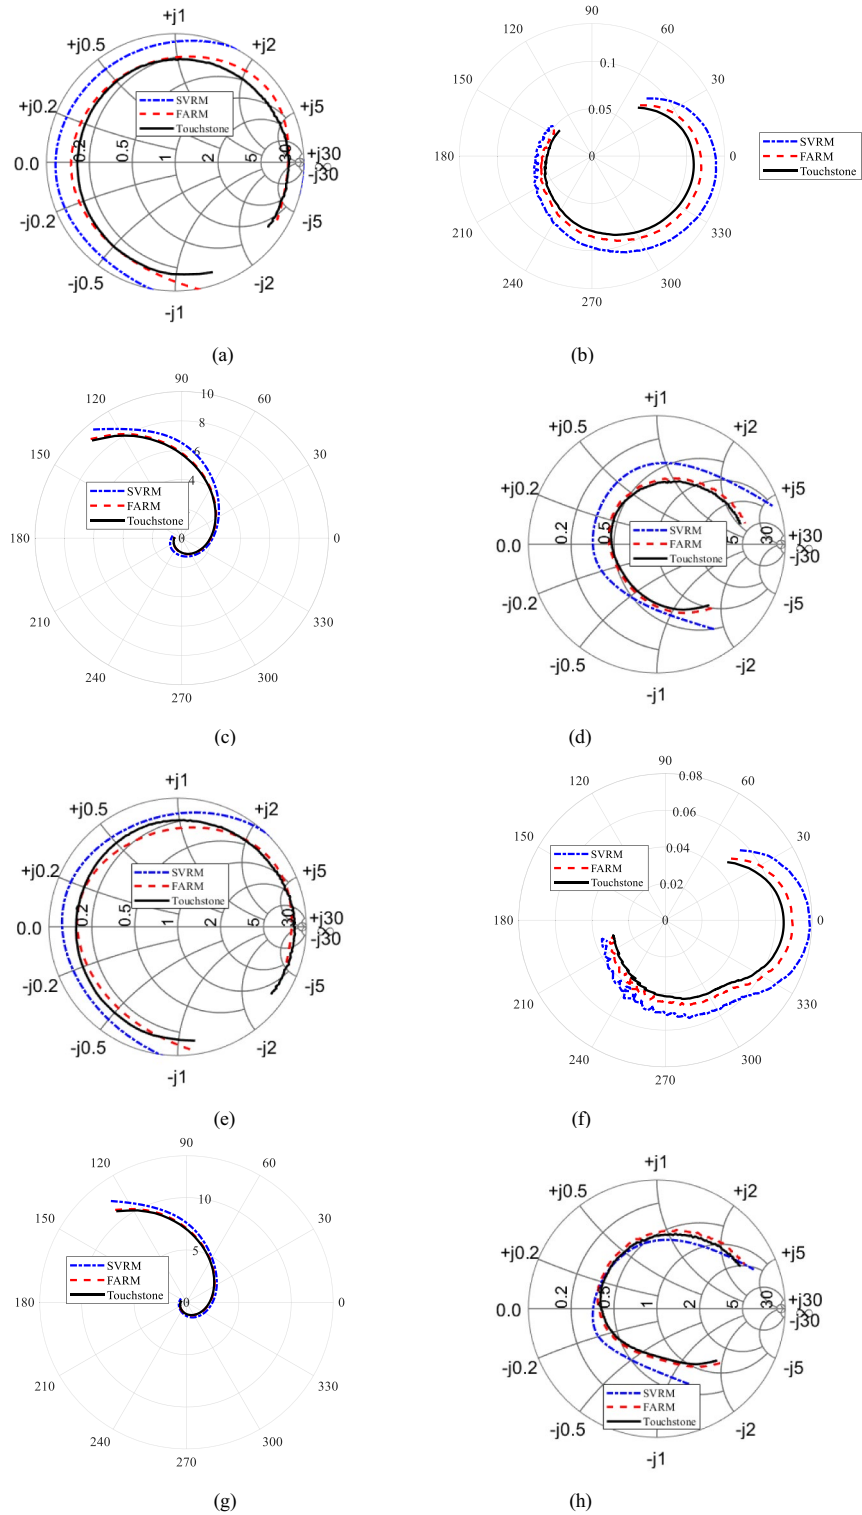 +j1
+j0.5
+j2
+j0.2
+j5
SVRM
FARM
Touchstone
0.0
0.2
0.5
1
2
5
30
+j30
-j30
∞
-j0.2
-j5
-j0.5
-j2
-j1
(a)
90
120
60
0.1
150
30
0.05
SVRM
FARM
Touchstone
180
0
0
210
330
240
300
270
(b)
90
120
10
60
8
150
6
30
4
SVRM
FARM
Touchstone
180
0
0
210
330
240
300
270
(c)
+j1
+j0.5
+j2
+j0.2
+j5
SVRM
FARM
Touchstone
0.0
0.2
0.5
5
30
+j30
-j30
∞
-j0.2
-j5
-j0.5
-j2
-j1
(d)
+j1
+j0.5
+j2
+j0.2
+j5
SVRM
FARM
Touchstone
0.0
0.2
0.5
1
2
5
30
+j30
-j30
∞
-j0.2
-j5
-j0.5
-j2
-j1
(e)
90
0.08
120
60
0.06
150
30
0.04
SVRM
FARM
Touchstone
0.02
180
0
0
210
330
240
300
270
(f)
90
120
60
10
150
30
5
SVRM
FARM
Touchstone
180
0
0
210
330
240
300
270
(g)
+j1
+j0.5
+j2
+j0.2
+j5
0.0
0.2
0.5
1
2
5
30
+j30
-j30
∞
-j0.2
-j5
SVRM
FARM
Touchstone
-j0.5
-j2
-j1
(h)